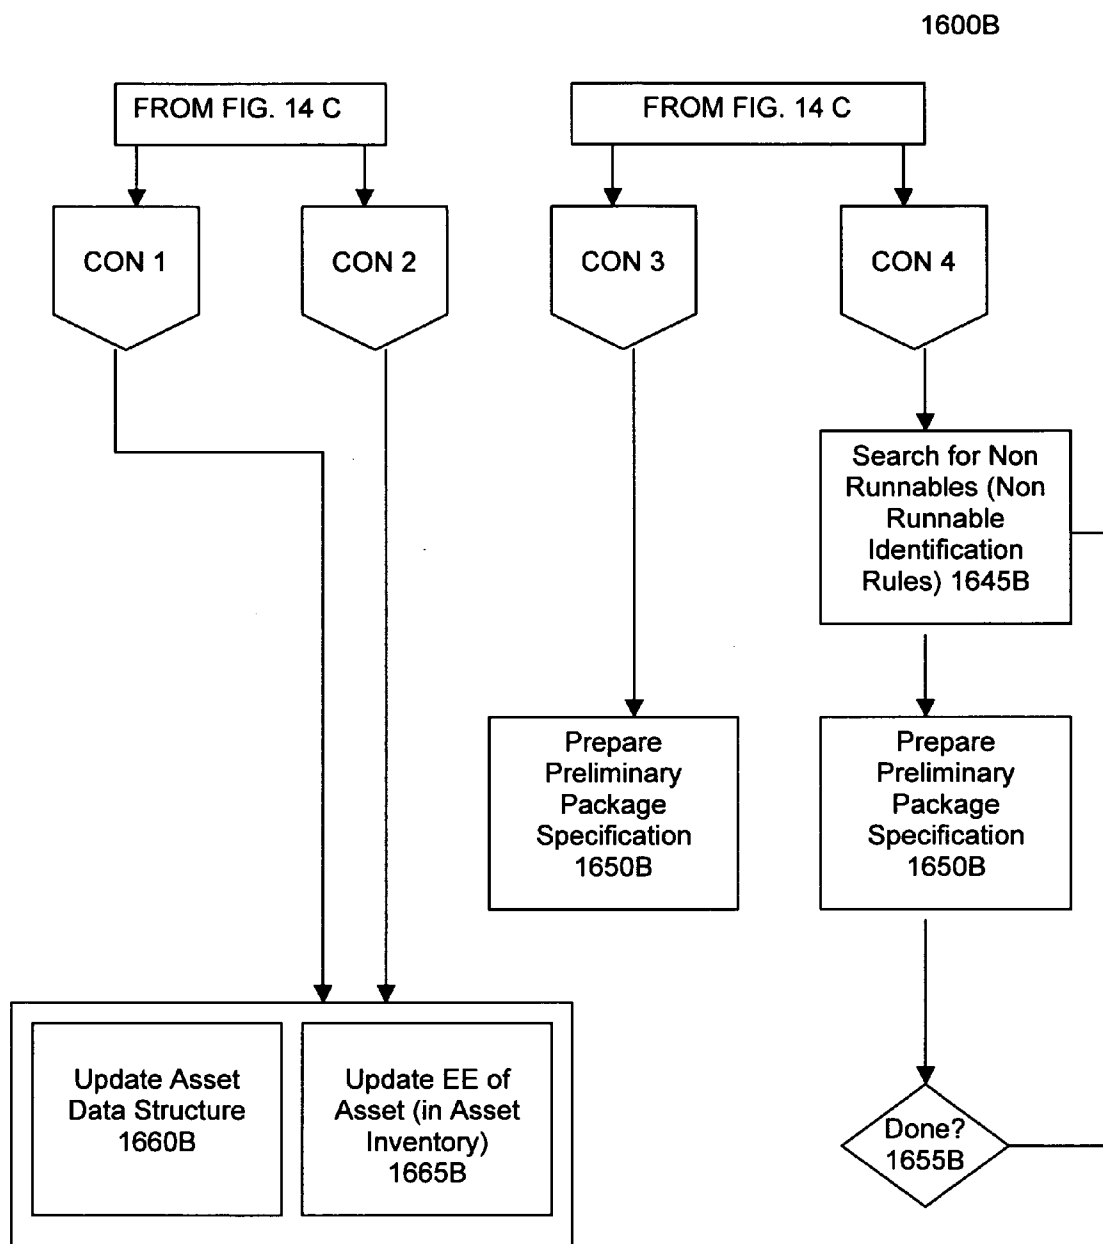 1600B
FROM FIG. 14 C
FROM FIG. 14 C
CON 1
CON 2
CON 3
CON 4
Search for Non
Runnables (Non
Runnable
Identification
Rules) 1645B
Prepare
Preliminary
Package
Specification
1650B
Prepare
Preliminary
Package
Specification
1650B
Update Asset
Data Structure
1660B
Update EE of
Asset (in Asset
Inventory)
1665B
Done?
1655B